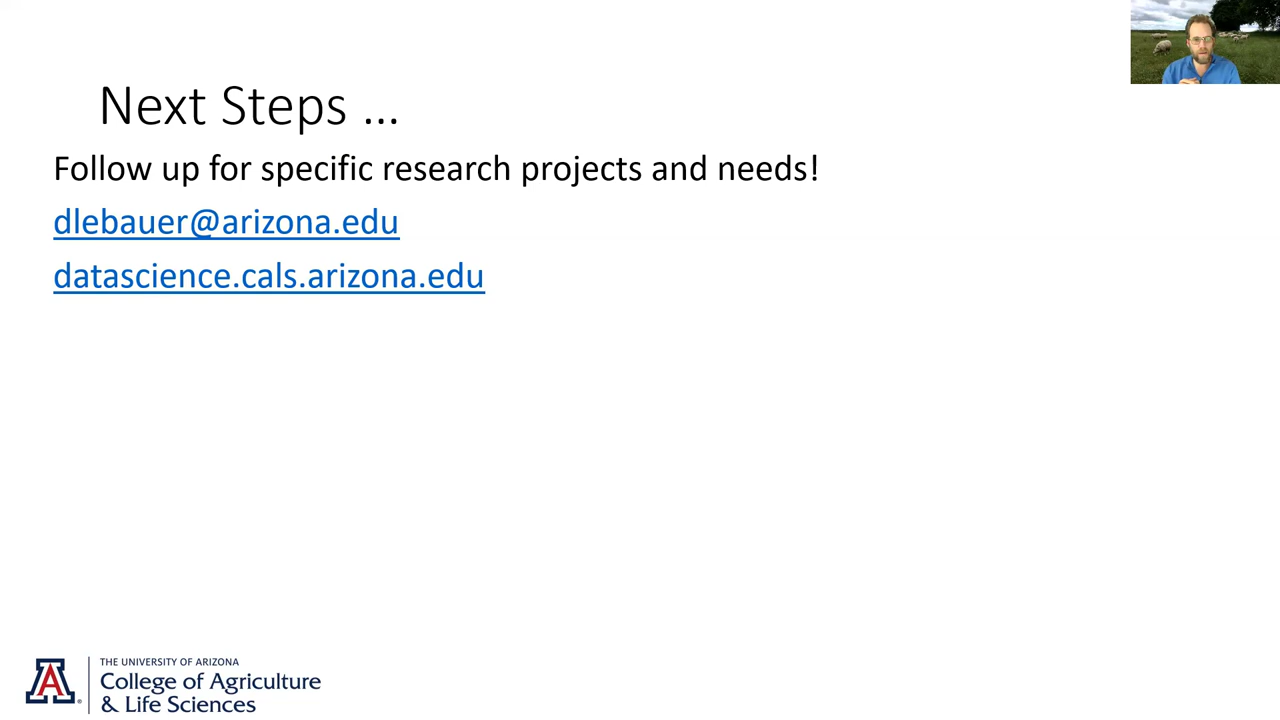 Next Steps ...
Follow up for specific research projects and needs!
dlebauer@arizona.edu
datascience.cals.arizona.edu
A
THE UNIVERSITY OF ARIZONA
College of Agriculture
& Life Sciences